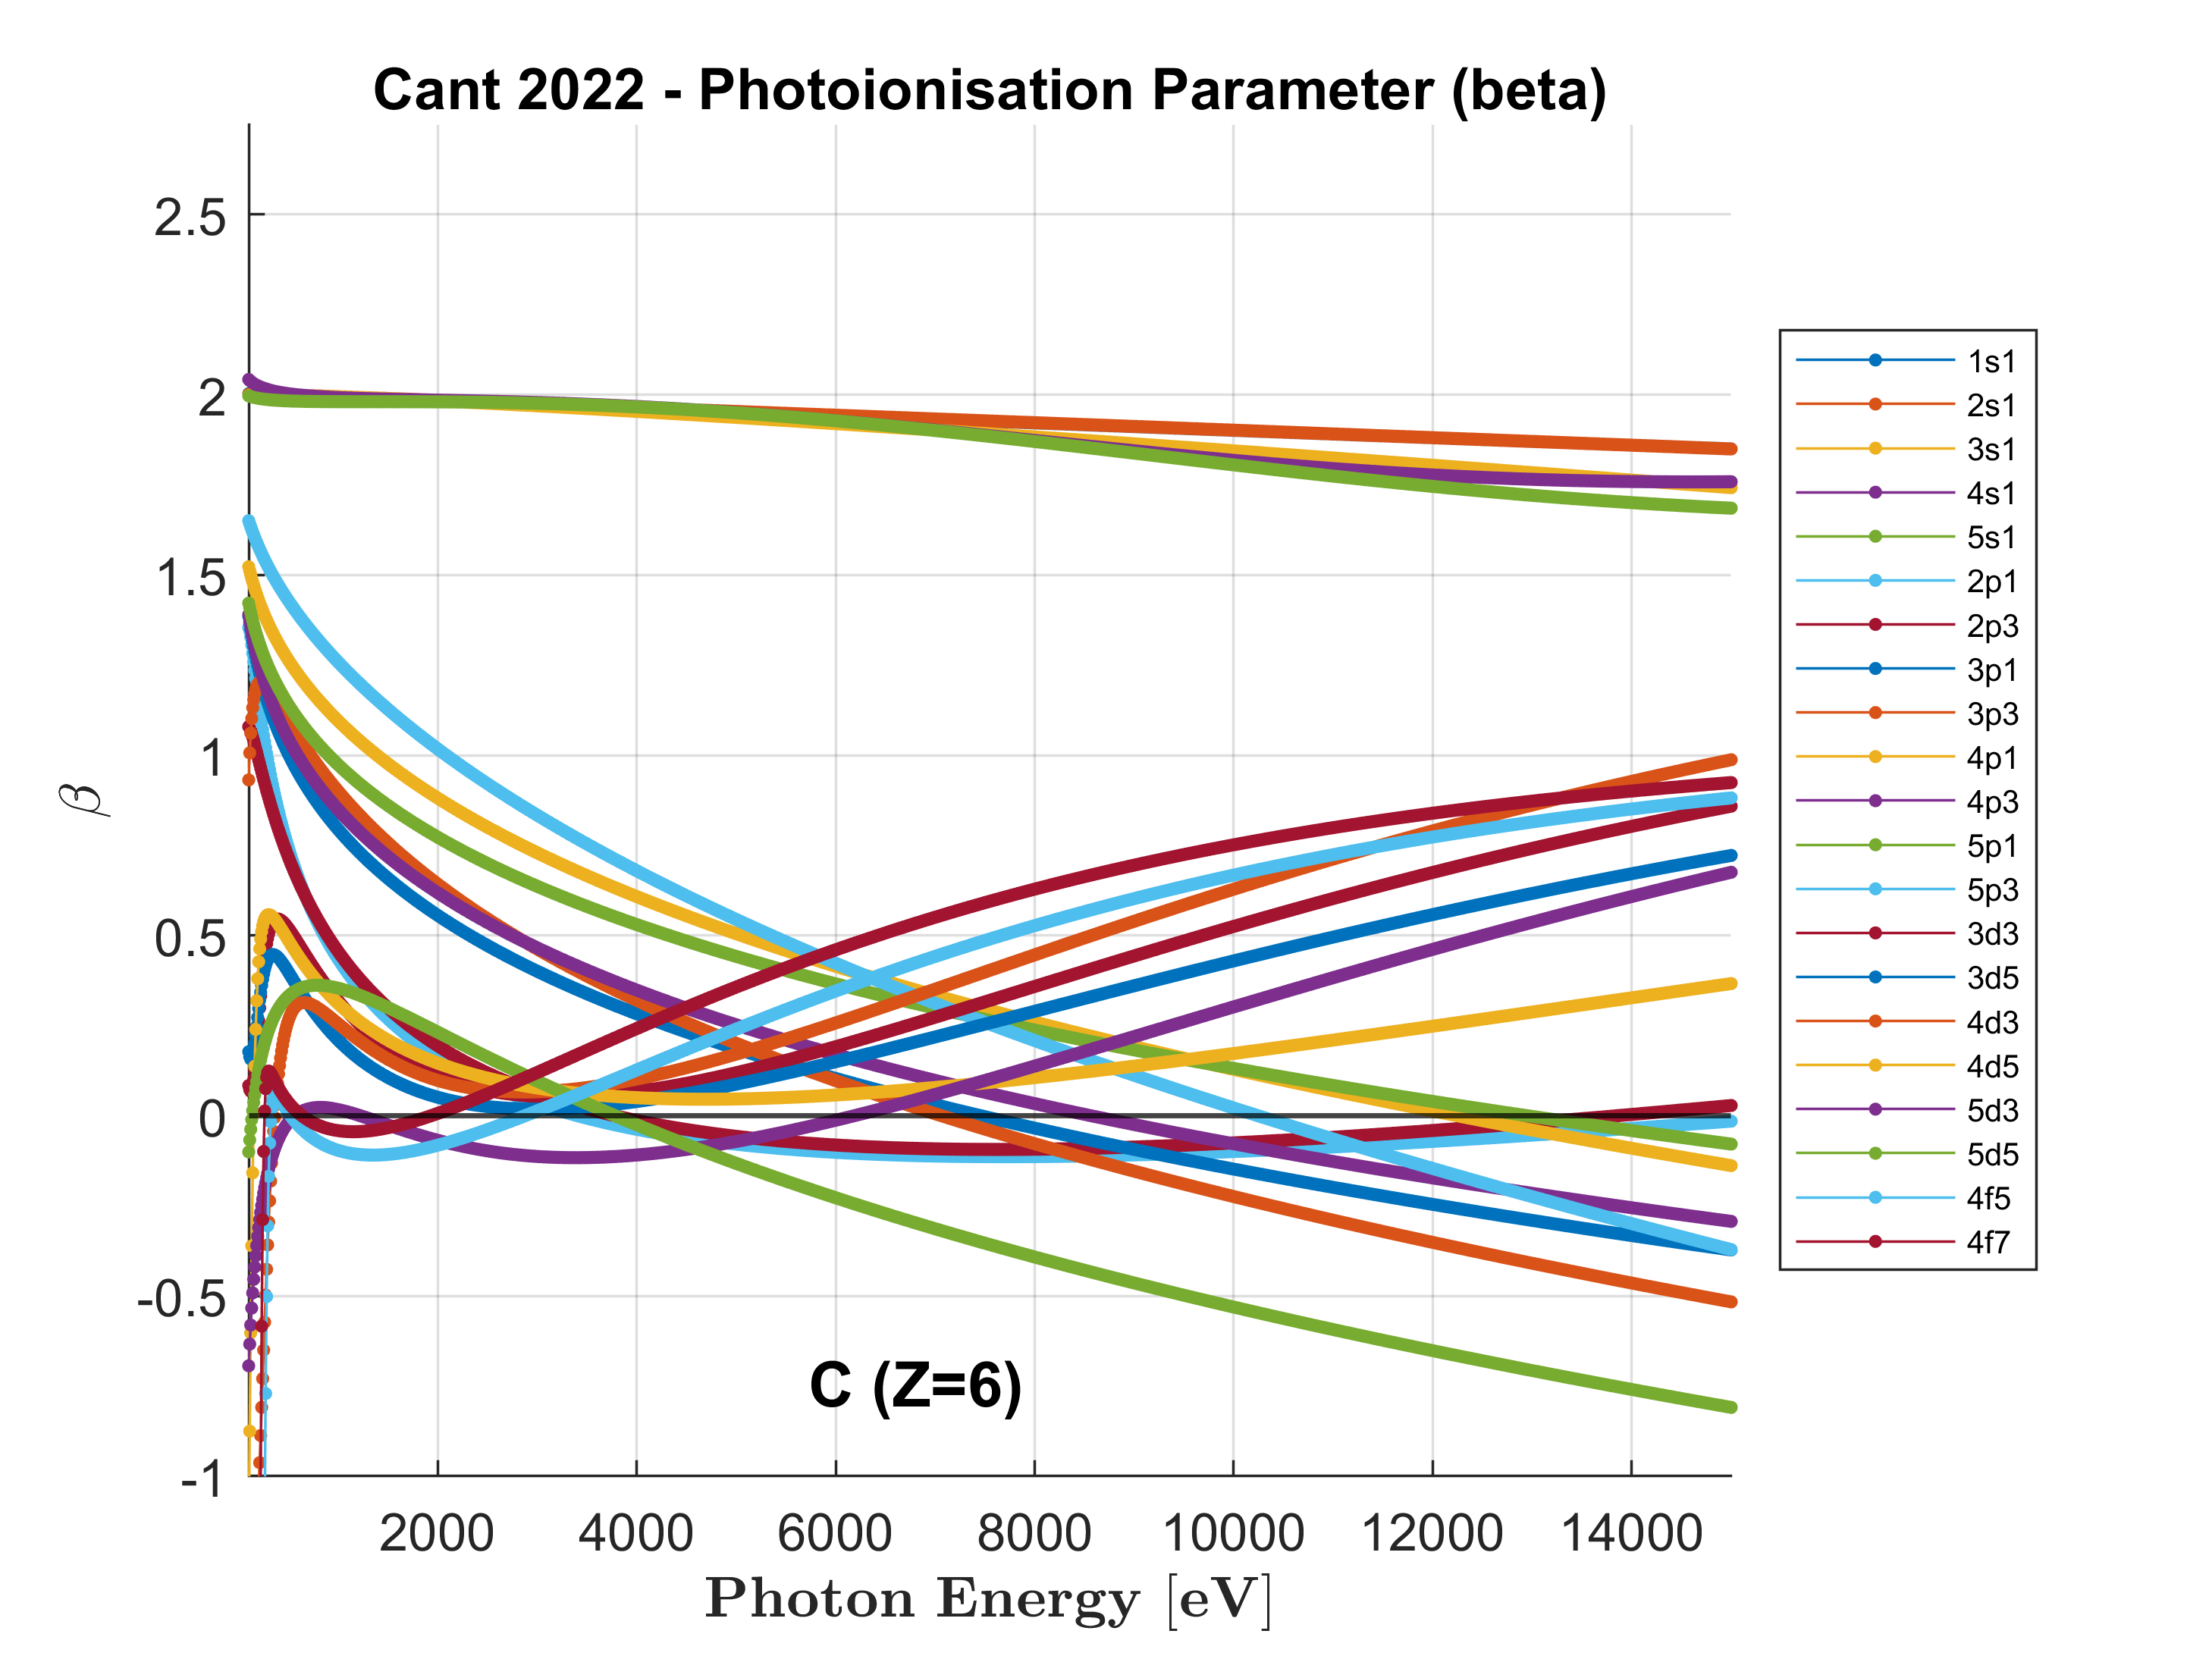 Cant 2022 - Photoionisation Parameter (beta)
2.5
2
1.5
1
0.5
0
-0.5
-1
β
2000 4000 6000 8000 10000 12000 14000
Photon Energy [eV]
C (Z=6)
1s1
2s1
3s1
4s1
5s1
2p1
2p3
3p1
3p3
4p1
4p3
5p1
5p3
3d3
3d5
4d3
4d5
5d3
5d5
4f5
4f7